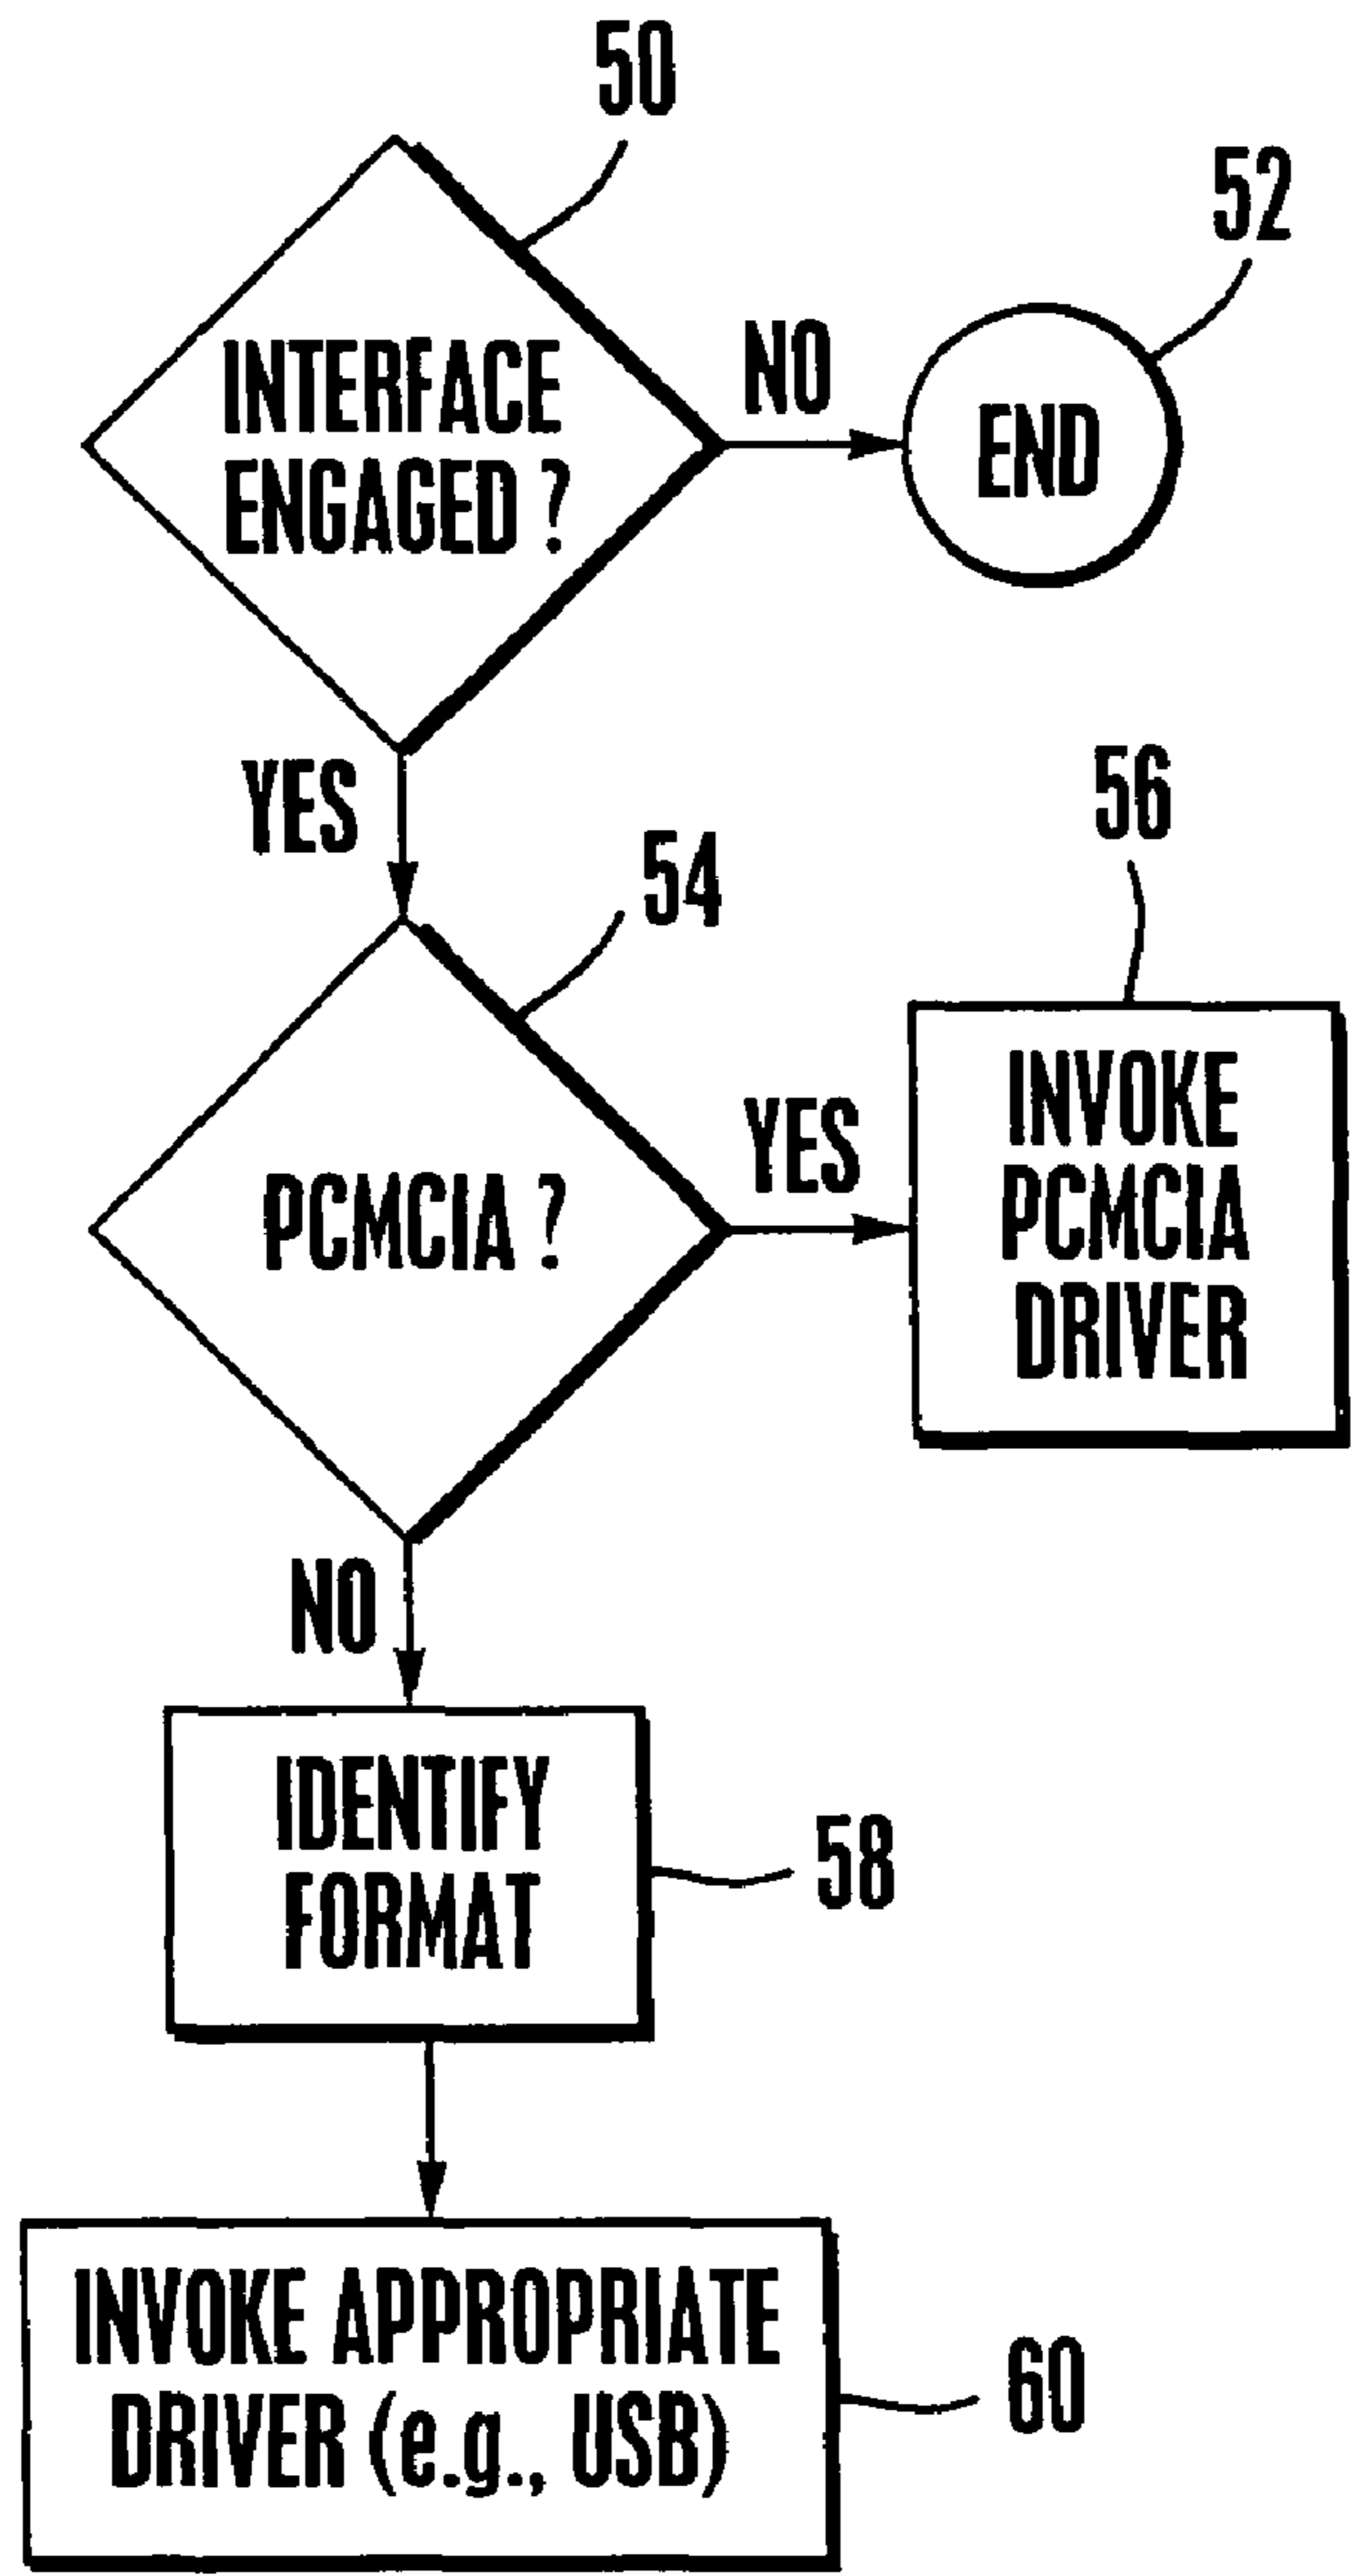 50
52
INTERFACE
ENGAGED ?
NO
END
YES
54
56
PCMCIA ?
YES
INVOKE
PCMCIA
DRIVER
NO
IDENTIFY
FORMAT
58
INVOKE APPROPRIATE
DRIVER (e.g., USB)
60